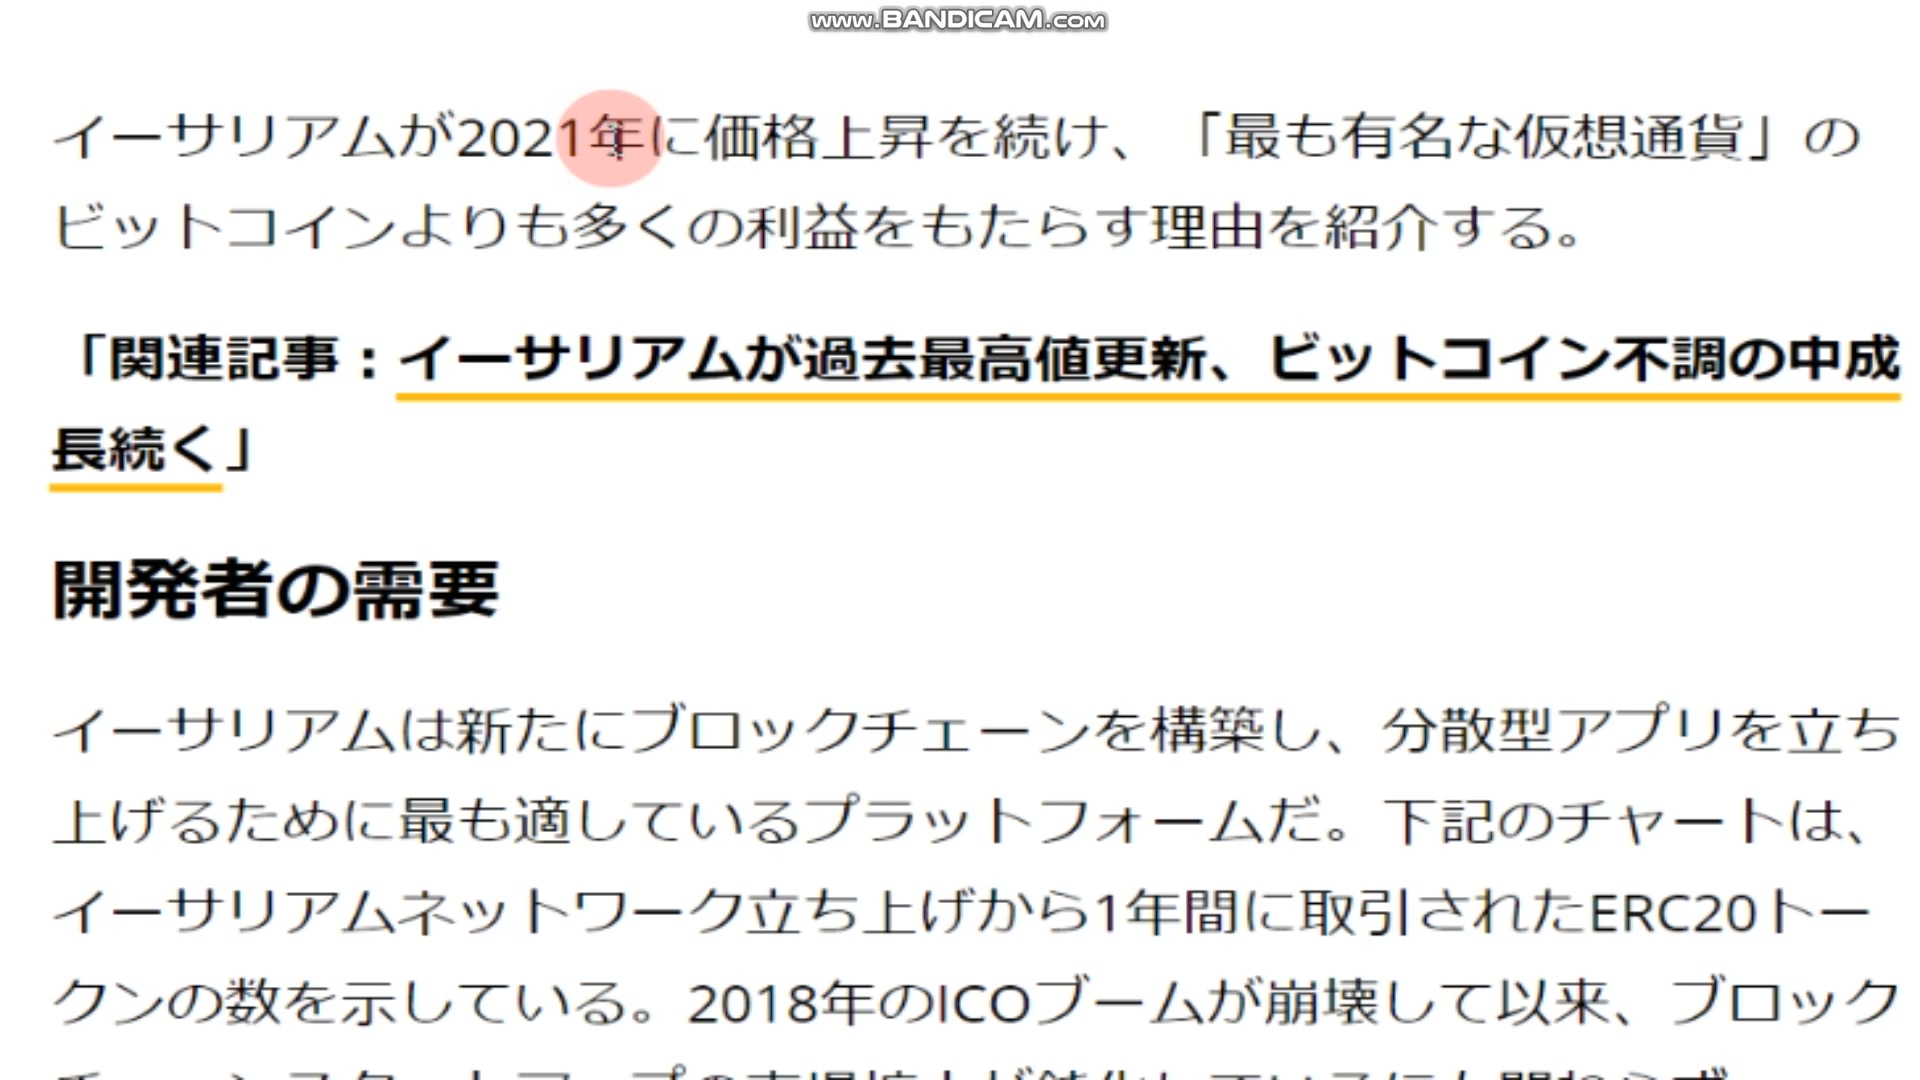 www.BANDICAM.com
イーサリアムが2021年に価格上昇を続け、「最も有名な仮想通貨」の
ビットコインよりも多くの利益をもたらす理由を紹介する。
「関連記事：イーサリアムが過去最高値更新、ビットコイン不調の中成
長続く」
開発者の需要
イーサリアムは新たにブロックチェーンを構築し、分散型アプリを立ち
上げるために最も適しているプラットフォームだ。下記のチャートは、
イーサリアムネットワーク立ち上げから1年間に取引されたERC20トー
クンの数を示している。2018年のICOブームが崩壊して以来、ブロック